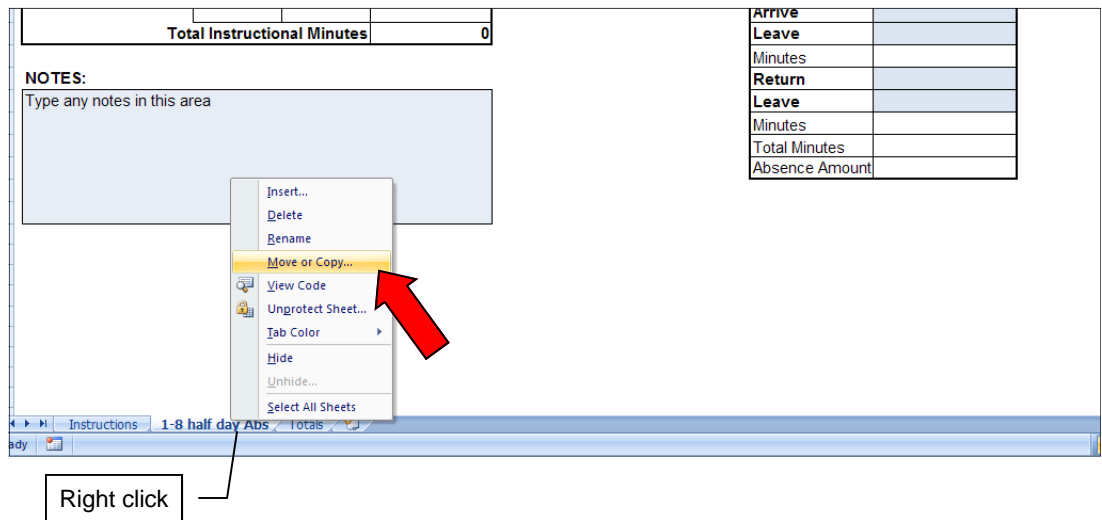 Total Instructional Minutes 0
NOTES:
Type any notes in this area
Arrive
Leave
Minutes
Return
Leave
Minutes
Total Minutes
Absence Amount
Insert...
Delete
Rename
Move or Copy...
View Code
Unprotect Sheet...
Tab Color
Hide
Unhide...
Select All Sheets
Instructions 1-8 half day Abs Totals
ady
Right click